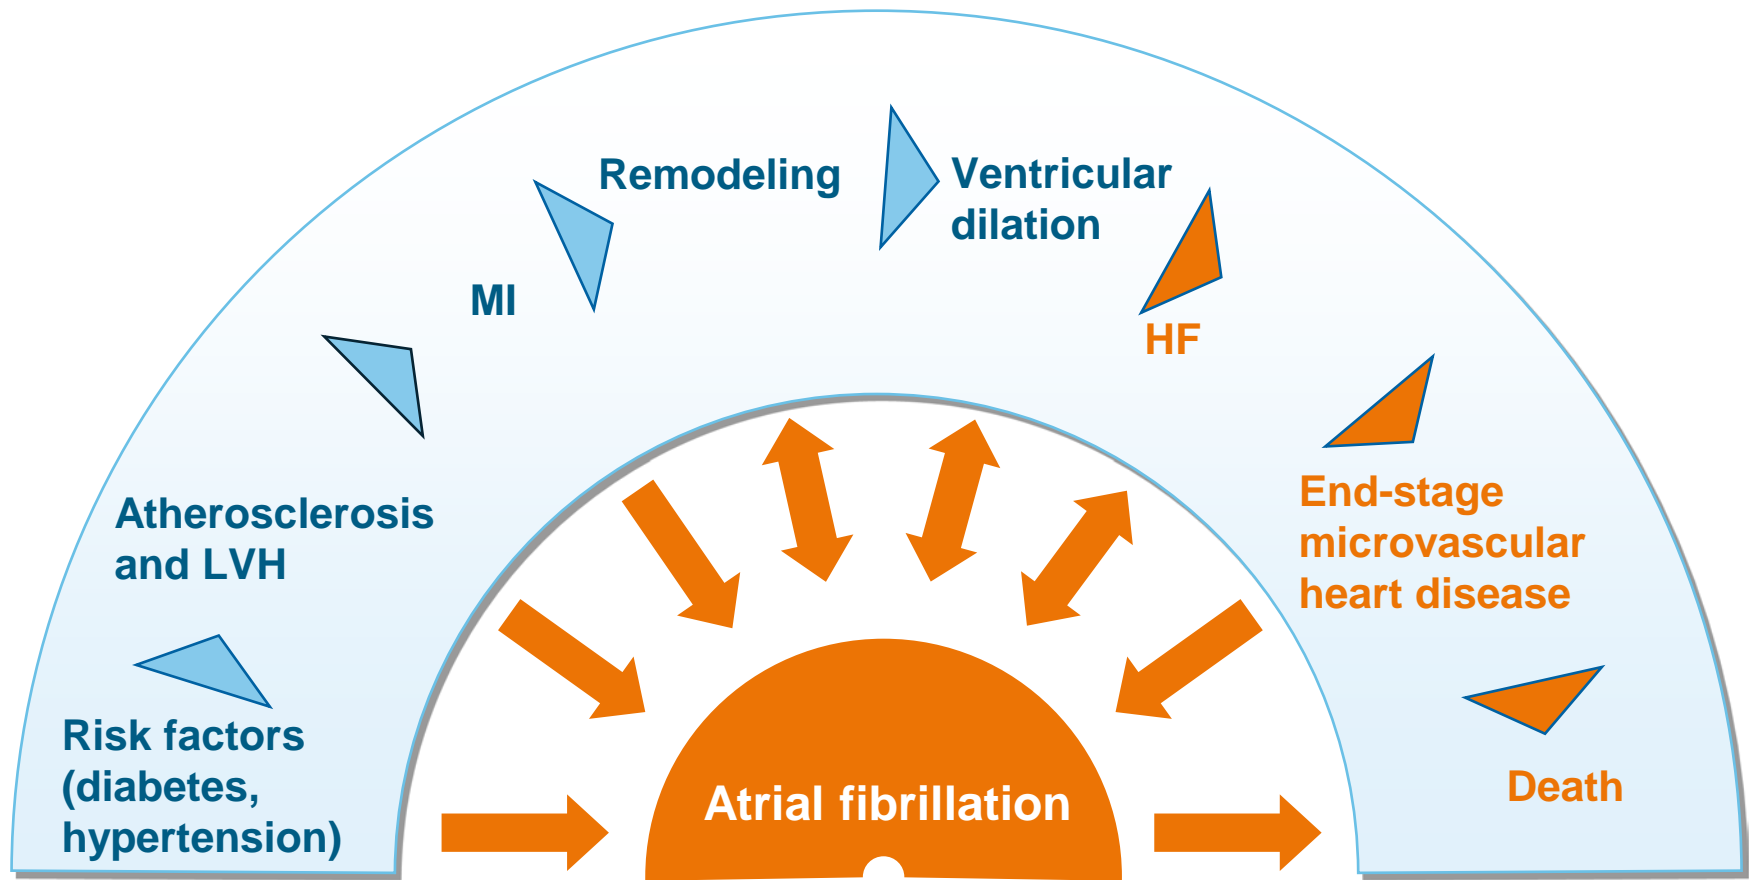 Risk factors
(diabetes,
hypertension)
Atherosclerosis
and LVH
MI
Remodeling
Ventricular
dilation
HF
End-stage
microvascular
heart disease
Death
Atrial fibrillation